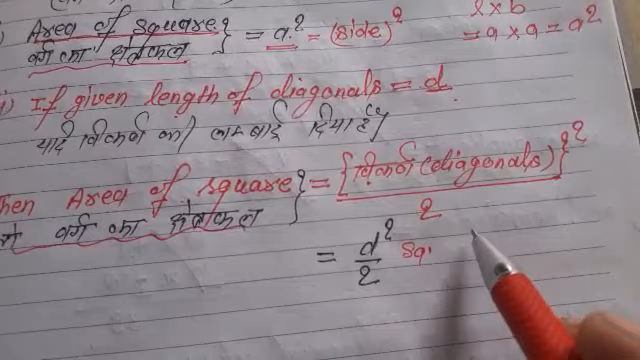 ) Area of square } = a² = (side)²
l x b
वर्ग का क्षेत्रफल
= a x a = a²
i) If given length of diagonals = d
यदि विकर्ण की लम्बाई दिया है,
Then Area of square } = {विकर्ण (diagonals)}²
वर्ग का क्षेत्रफल
2
= d²/2 sq.